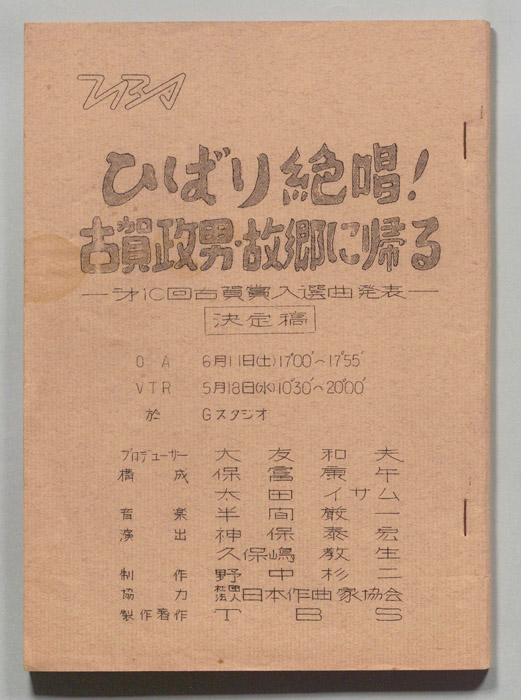 TBS
ひばり絶唱!
古賀政男・故郷に帰る
―才10回古賀賞入選曲発表―
決定稿
O A 6月11日(土)17°00'～17°55'
VTR 5月18日(水)10°30'～20°00'
於 Gスタジオ
プロデューサー 大友和夫
構成 保富康午
太田イサム
音楽 半間巌一
演出 神保泰宏
久保嶋教生
制作 野中杉二
協力 社団法人日本作曲家協会
製作著作 TBS